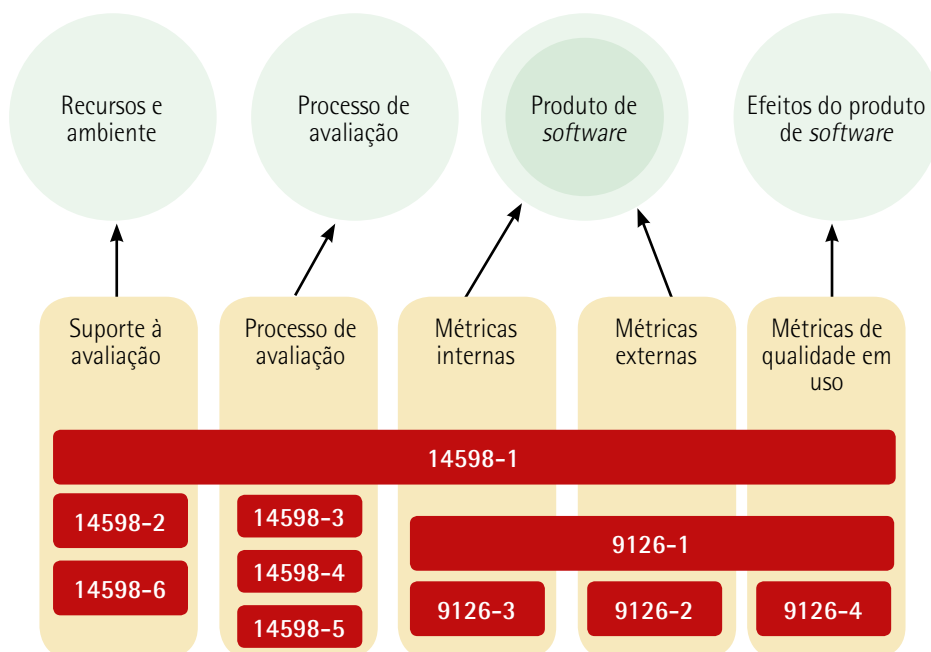 Recursos e
ambiente
Processo de
avaliação
Produto de
software
Efeitos do produto
de software
Suporte à
avaliação
Processo de
avaliação
Métricas
internas
Métricas
externas
Métricas de
qualidade em
uso
14598-1
14598-2
14598-6
14598-3
14598-4
14598-5
9126-1
9126-3
9126-2
9126-4